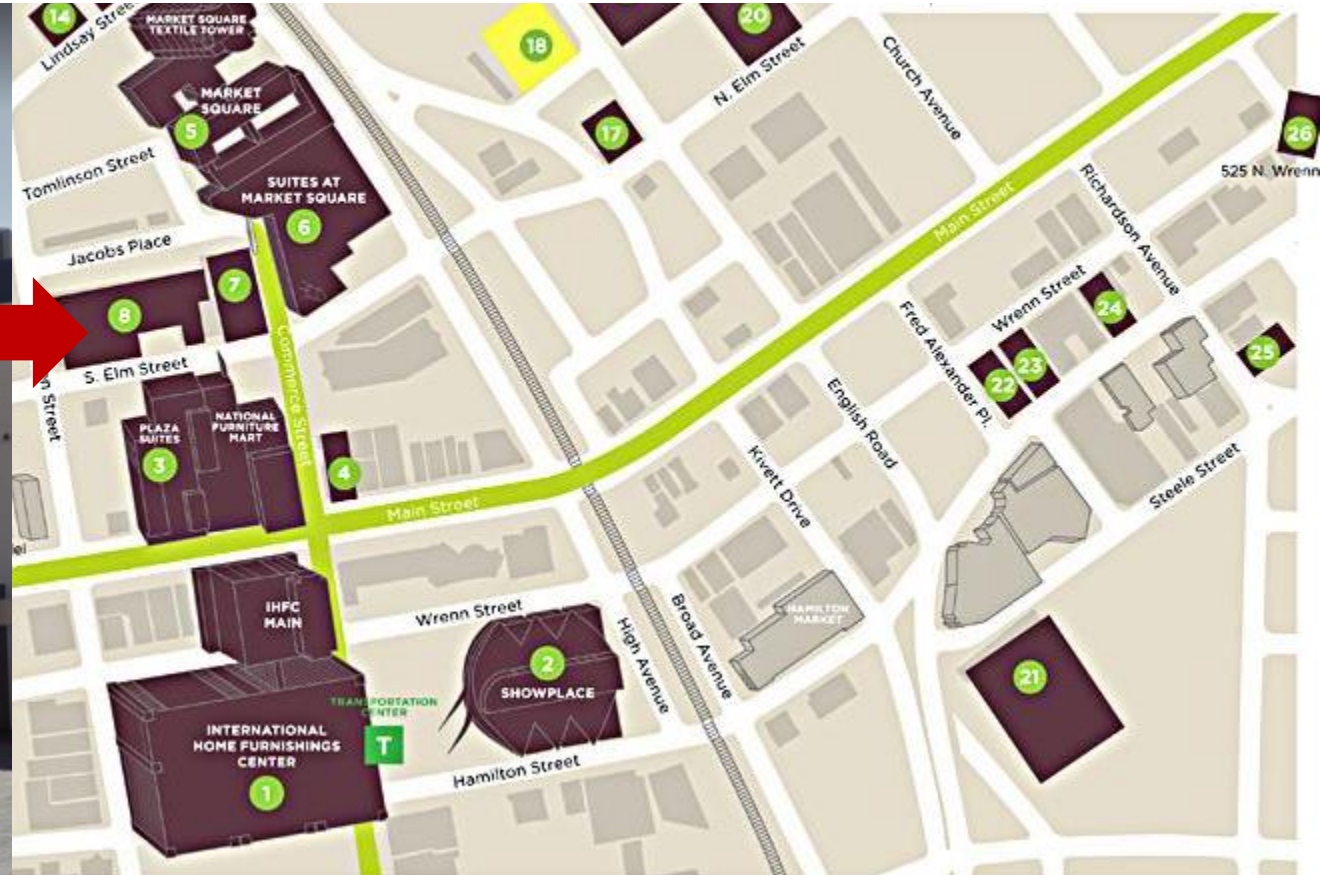 14
Lindsay Stree
MARKET SQUARE
TEXTILE TOWER
18
20
N. Elm Street
Church Avenue
MARKET
SQUARE
5
17
26
525 N. Wrenn
Tomlinson Street
SUITES AT
MARKET SQUARE
6
Main Street
Richardson Avenue
Jacobs Place
7
8
Commerce Street
Wrenn Street
24
Fred Alexander Pl.
S. Elm Street
23
22
25
n Street
PLAZA
SUITES
3
NATIONAL
FURNITURE
MART
4
English Road
Kivett Drive
Steele Street
Main Street
el
IHFC
MAIN
Wrenn Street
HAMILTON
MARKET
High Avenue
Broad Avenue
2
SHOWPLACE
21
TRANSPORTATION
CENTER
T
INTERNATIONAL
HOME FURNISHINGS
CENTER
1
Hamilton Street